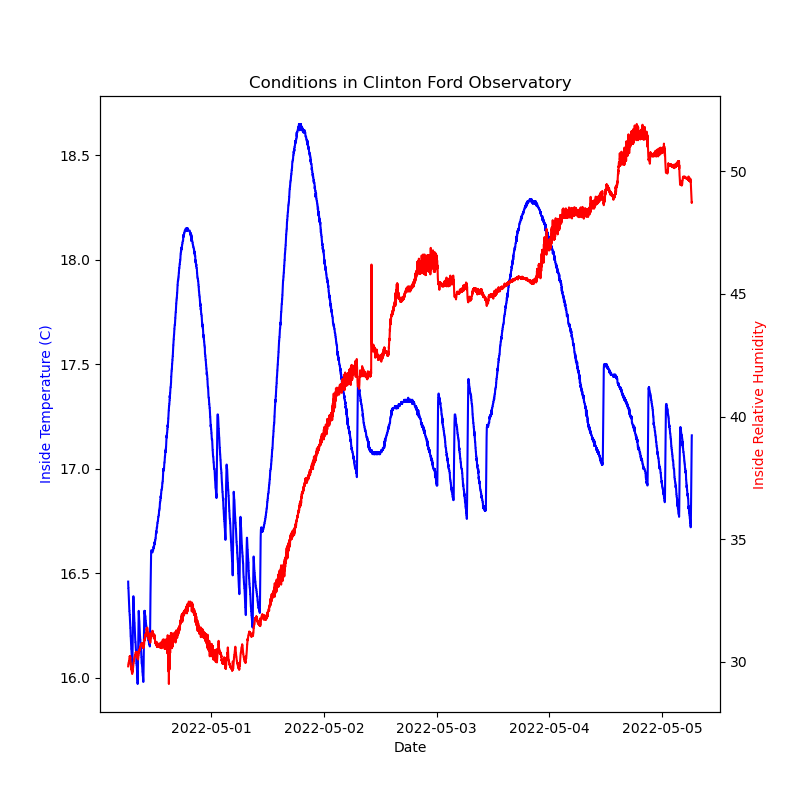 Conditions in Clinton Ford Observatory
Inside Temperature (C)
18.5
18.0
17.5
17.0
16.5
16.0
50
45
40
35
30
Inside Relative Humidity
2022-05-01 2022-05-02 2022-05-03 2022-05-04 2022-05-05
Date